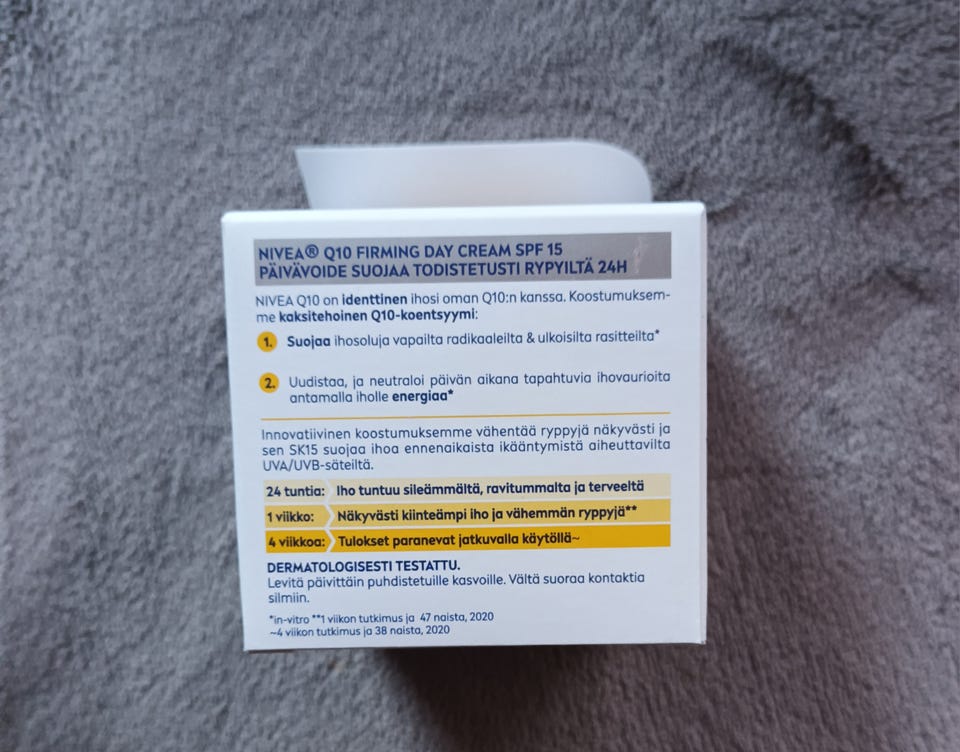 NIVEA® Q10 FIRMING DAY CREAM SPF 15
PÄIVÄVOIDE SUOJAA TODISTETUSTI RYPYILTÄ 24H
NIVEA Q10 on identtinen ihosi oman Q10:n kanssa. Koostumuksem-
me kaksitehoinen Q10-koentsyymi:
1. Suojaa ihosoluja vapailta radikaaleilta & ulkoisilta rasitteilta*
2. Uudistaa, ja neutraloi päivän aikana tapahtuvia ihovaurioita
antamalla iholle energiaa*
Innovatiivinen koostumuksemme vähentää ryppyjä näkyvästi ja
sen SK15 suojaa ihoa ennenaikaista ikääntymistä aiheuttavilta
UVA/UVB-säteiltä.
24 tuntia: Iho tuntuu sileämmältä, ravitummalta ja terveeltä
1 viikko: Näkyvästi kiinteämpi iho ja vähemmän ryppyjä**
4 viikkoa: Tulokset paranevat jatkuvalla käytöllä~
DERMATOLOGISESTI TESTATTU.
Levitä päivittäin puhdistetuille kasvoille. Vältä suoraa kontaktia
silmiin.
*in-vitro **1 viikon tutkimus ja 47 naista, 2020
~4 viikon tutkimus ja 38 naista, 2020